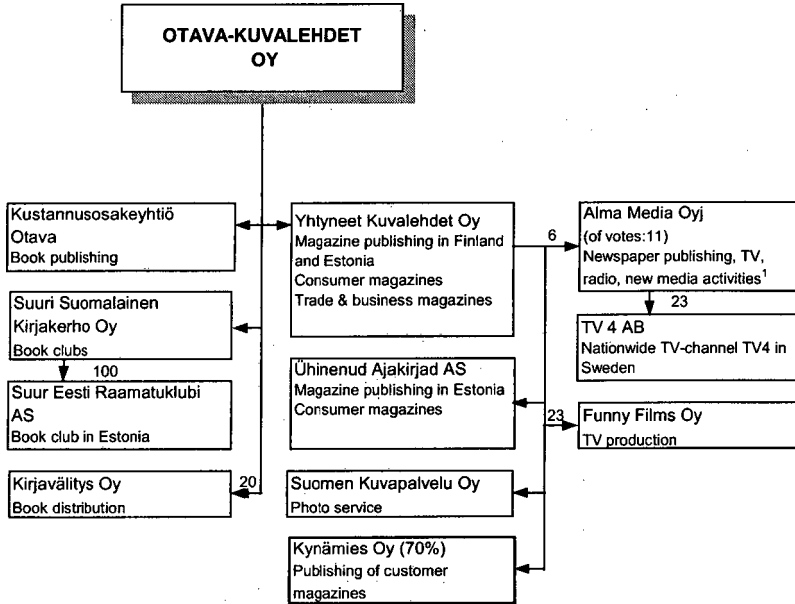 OTAVA-KUVALEHDET
OY
Kustannusosakeyhtiö
Otava
Book publishing
Suuri Suomalainen
Kirjakerho Oy
Book clubs
100
Suur Eesti Raamatuklubi
AS
Book club in Estonia
Kirjavälitys Oy
Book distribution
20
Yhtyneet Kuvalehdet Oy
Magazine publishing in Finland
and Estonia
Consumer magazines
Trade & business magazines
Ühinenud Ajakirjad AS
Magazine publishing in Estonia
Consumer magazines
Suomen Kuvapalvelu Oy
Photo service
Kynämies Oy (70%)
Publishing of customer
magazines
6
Alma Media Oyj
(of votes:11)
Newspaper publishing, TV,
radio, new media activities¹
23
TV 4 AB
Nationwide TV-channel TV4 in
Sweden
23
Funny Films Oy
TV production